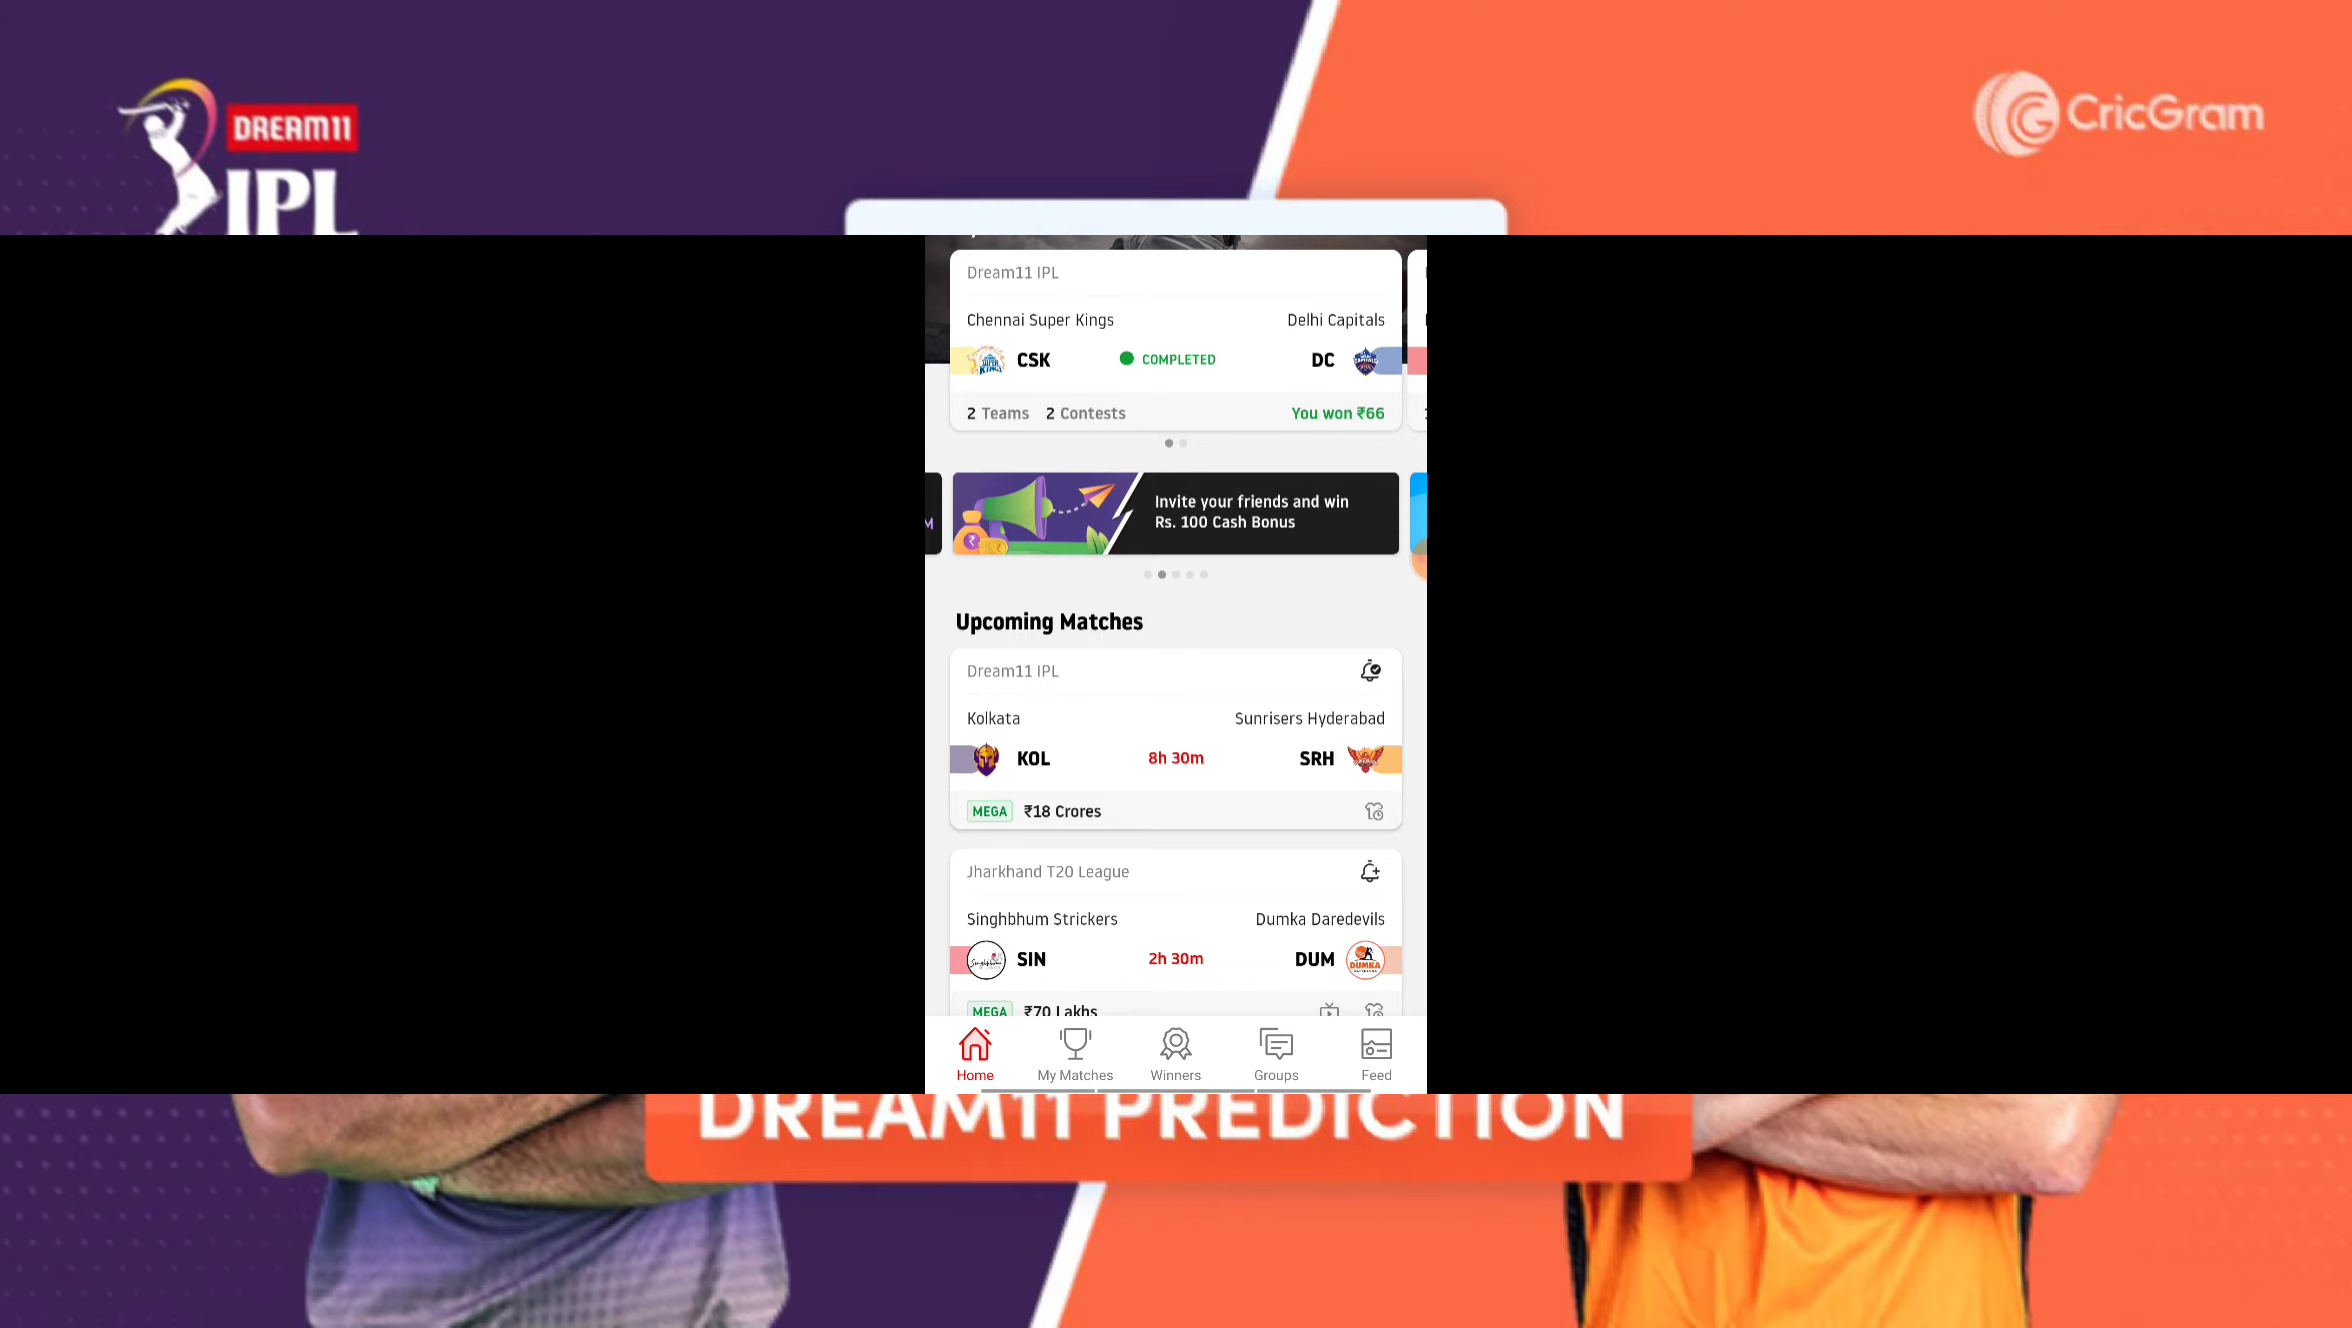 DREAM11
IPL
CricGram
Dream11 IPL
Chennai Super Kings
Delhi Capitals
CSK
COMPLETED
DC
2 Teams 2 Contests
You won ₹66
M
Invite your friends and win
Rs. 100 Cash Bonus
Upcoming Matches
Dream11 IPL
Kolkata
Sunrisers Hyderabad
KOL
8h 30m
SRH
MEGA ₹18 Crores
Jharkhand T20 League
Singhbhum Strickers
Dumka Daredevils
SIN
2h 30m
DUM
DUMKA
MEGA ₹70 Lakhs
Home
My Matches
Winners
Groups
Feed
DREAM11 PREDICTION